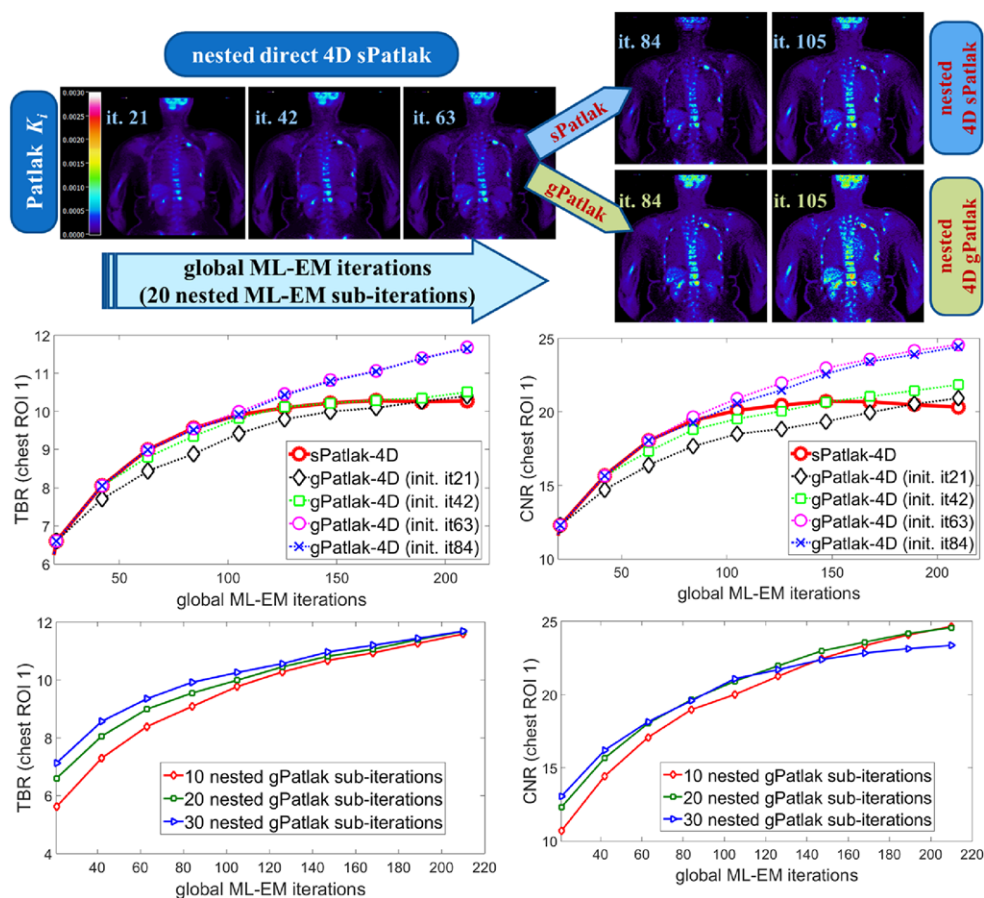 nested direct 4D sPatlak
Patlak Ki
0.0030
0.0025
0.0020
0.0015
0.0010
0.0005
0.0000
it. 21
it. 42
it. 63
sPatlak
gPatlak
it. 84
it. 105
nested
4D sPatlak
it. 84
it. 105
nested
4D gPatlak
global ML-EM iterations
(20 nested ML-EM sub-iterations)
12
11
10
9
8
7
6
TBR (chest ROI 1)
sPatlak-4D
gPatlak-4D (init. it21)
gPatlak-4D (init. it42)
gPatlak-4D (init. it63)
gPatlak-4D (init. it84)
50 100 150 200
global ML-EM iterations
25
20
15
10
CNR (chest ROI 1)
sPatlak-4D
gPatlak-4D (init. it21)
gPatlak-4D (init. it42)
gPatlak-4D (init. it63)
gPatlak-4D (init. it84)
50 100 150 200
global ML-EM iterations
12
10
8
6
4
TBR (chest ROI 1)
10 nested gPatlak sub-iterations
20 nested gPatlak sub-iterations
30 nested gPatlak sub-iterations
40 60 80 100 120 140 160 180 200 220
global ML-EM iterations
25
20
15
10
CNR (chest ROI 1)
10 nested gPatlak sub-iterations
20 nested gPatlak sub-iterations
30 nested gPatlak sub-iterations
40 60 80 100 120 140 160 180 200 220
global ML-EM iterations